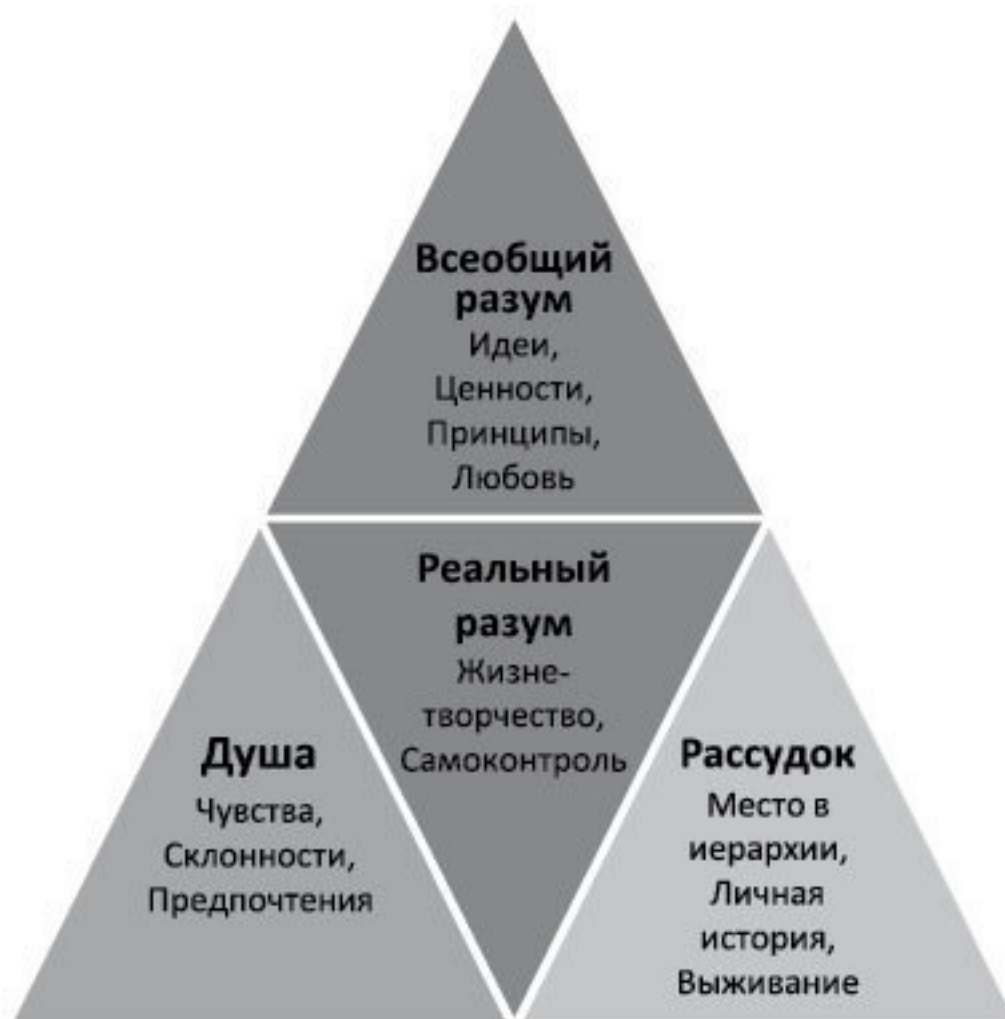 Всеобщий
разум
Идеи,
Ценности,
Принципы,
Любовь
Реальный
разум
Жизне-
творчество,
Самоконтроль
Душа
Чувства,
Склонности,
Предпочтения
Рассудок
Место в
иерархии,
Личная
история,
Выживание